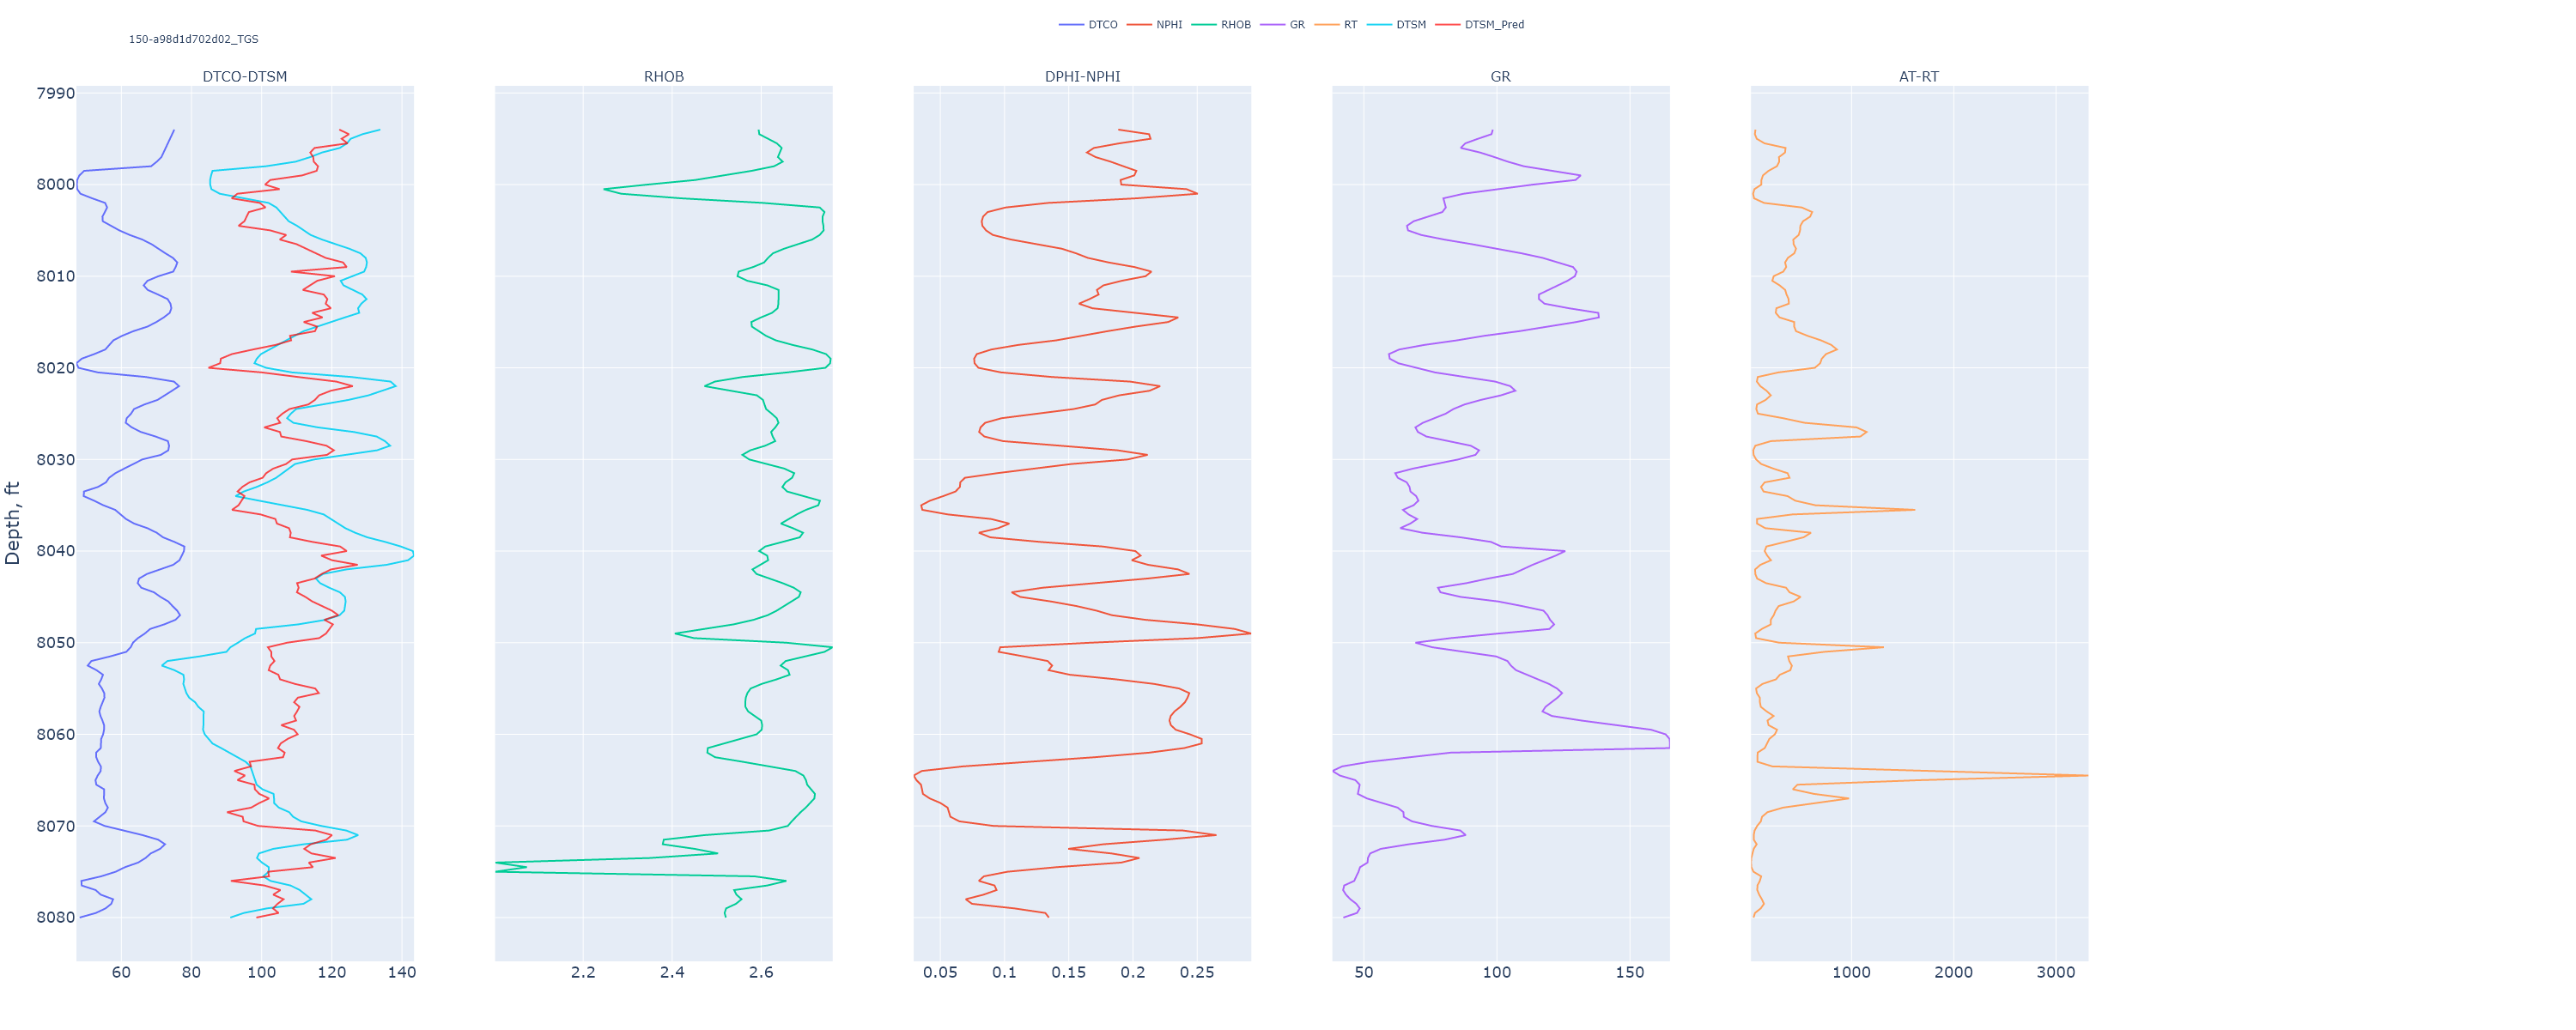 DTCO NPHI RHOB GR RT DTSM DTSM_Pred
150-a98d1d702d02_TGS
DTCO-DTSM RHOB DPHI-NPHI GR AT-RT
7990
8000
8010
8020
8030
8040
8050
8060
8070
8080
Depth, ft
60 80 100 120 140 2.2 2.4 2.6 0.05 0.1 0.15 0.2 0.25 50 100 150 1000 2000 3000